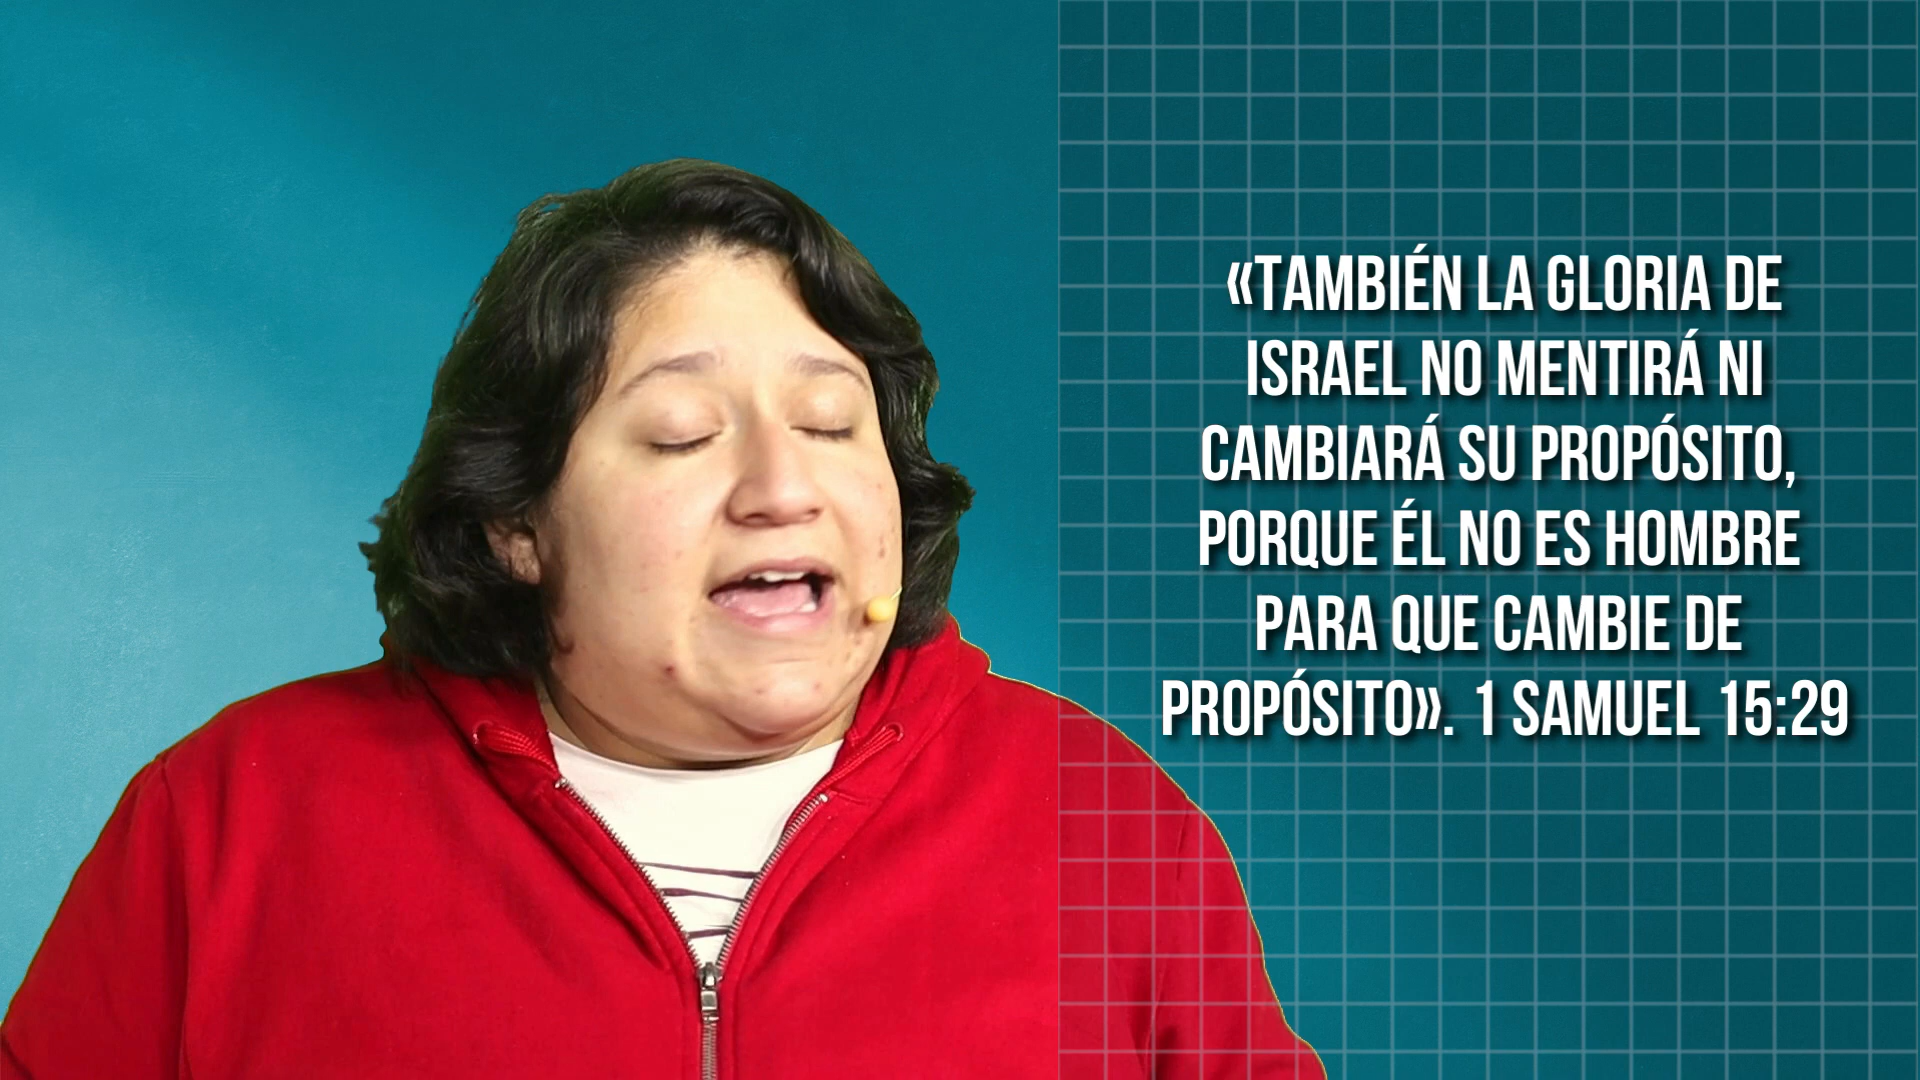 «TAMBIÉN LA GLORIA DE
ISRAEL NO MENTIRÁ NI
CAMBIARÁ SU PROPÓSITO,
PORQUE ÉL NO ES HOMBRE
PARA QUE CAMBIE DE
PROPÓSITO». 1 SAMUEL 15:29